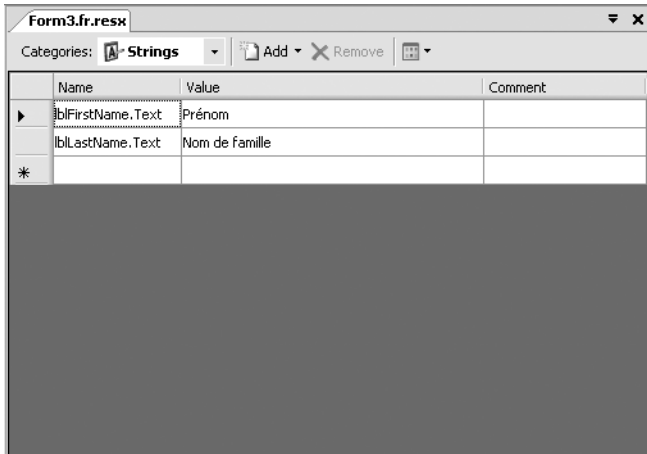 Form3.fr.resx
Categories: Strings Add Remove
Name Value Comment
lblFirstName.Text Prénom
lblLastName.Text Nom de famille